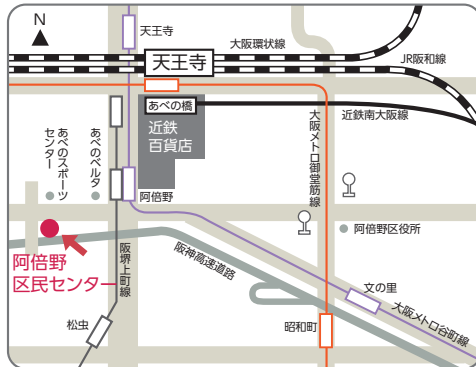 N
天王寺
大阪環状線
天王寺
JR阪和線
あべの橋
近鉄南大阪線
近鉄
百貨店
大阪メトロ御堂筋線
あべのスポーツ
センター
あべのベルタ
阿倍野
阿倍野区役所
阿倍野
区民センター
阪堺上町線
阪神高速道路
文の里
大阪メトロ谷町線
松虫
昭和町